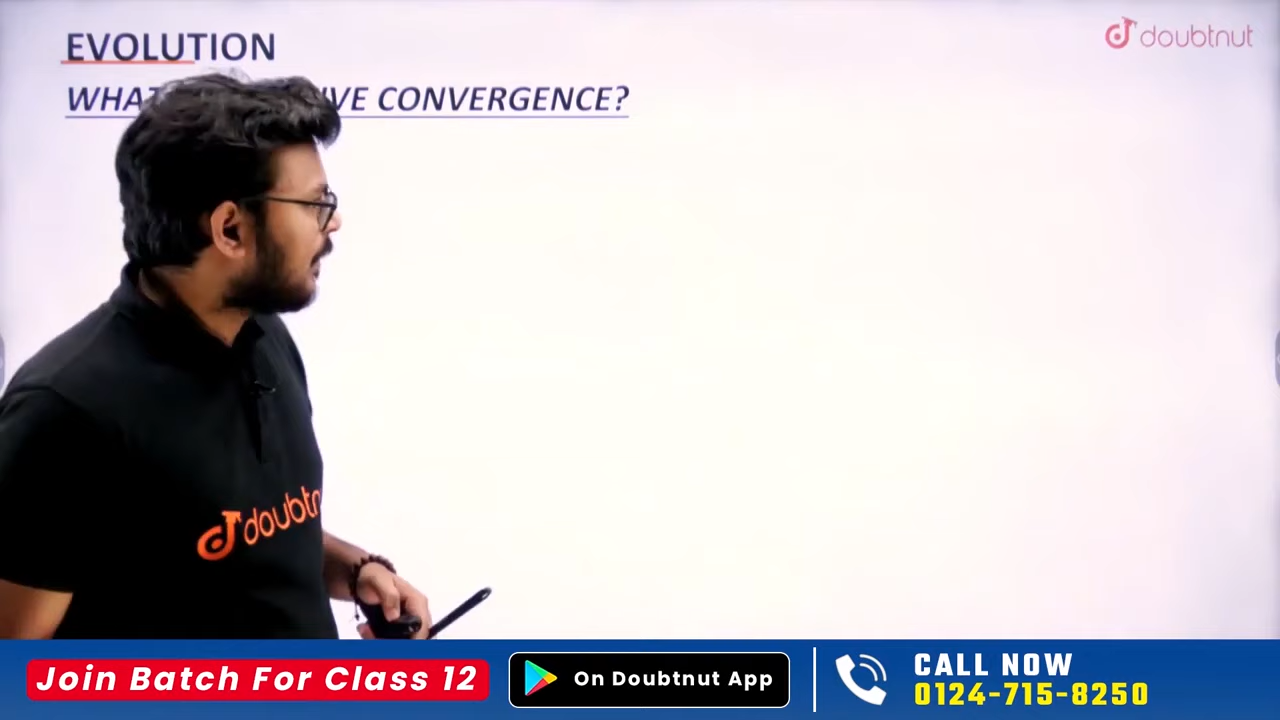 EVOLUTION
doubtnut
WHAT IVE CONVERGENCE?
doubtn
Join Batch For Class 12
On Doubtnut App
CALL NOW
0124-715-8250